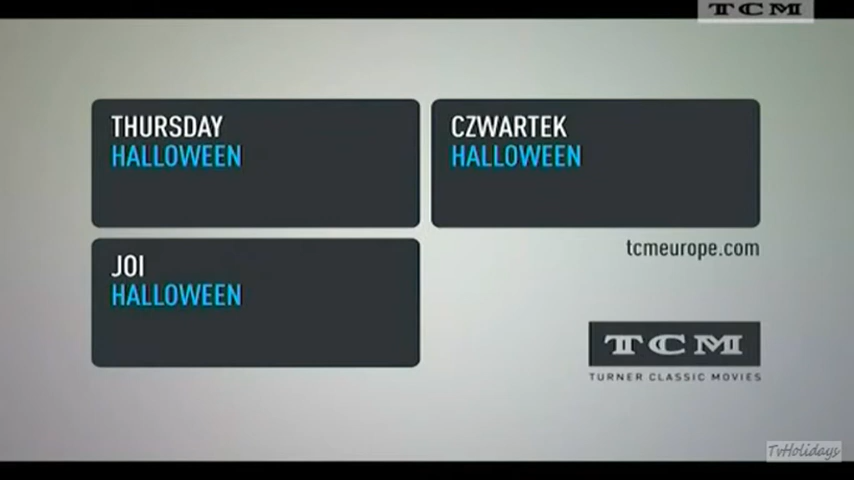 TCM
THURSDAY
HALLOWEEN
CZWARTEK
HALLOWEEN
JOI
HALLOWEEN
tcmeurope.com
TCM
TURNER CLASSIC MOVIES
TvHolidays